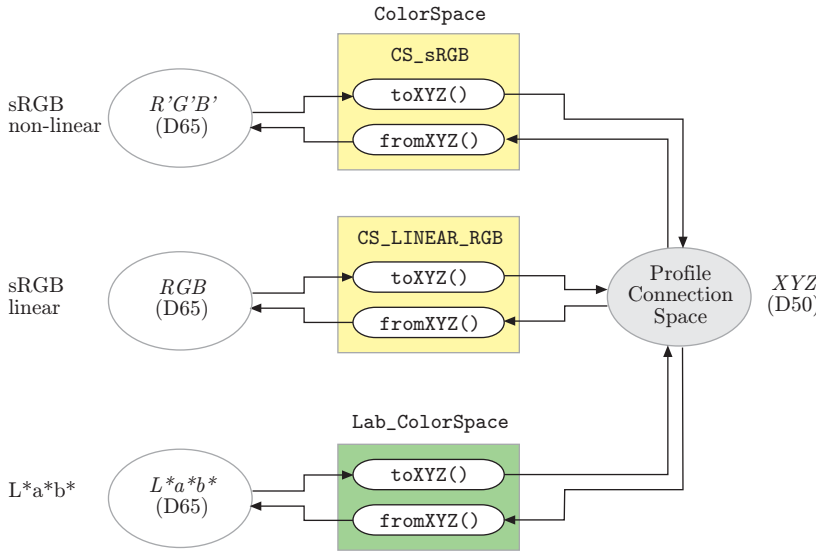 ColorSpace
CS_sRGB
sRGB
non-linear
R'G'B'
(D65)
toXYZ()
fromXYZ()
CS_LINEAR_RGB
sRGB
linear
RGB
(D65)
toXYZ()
fromXYZ()
Profile
Connection
Space
XYZ
(D50)
Lab_ColorSpace
L*a*b*
L*a*b*
(D65)
toXYZ()
fromXYZ()